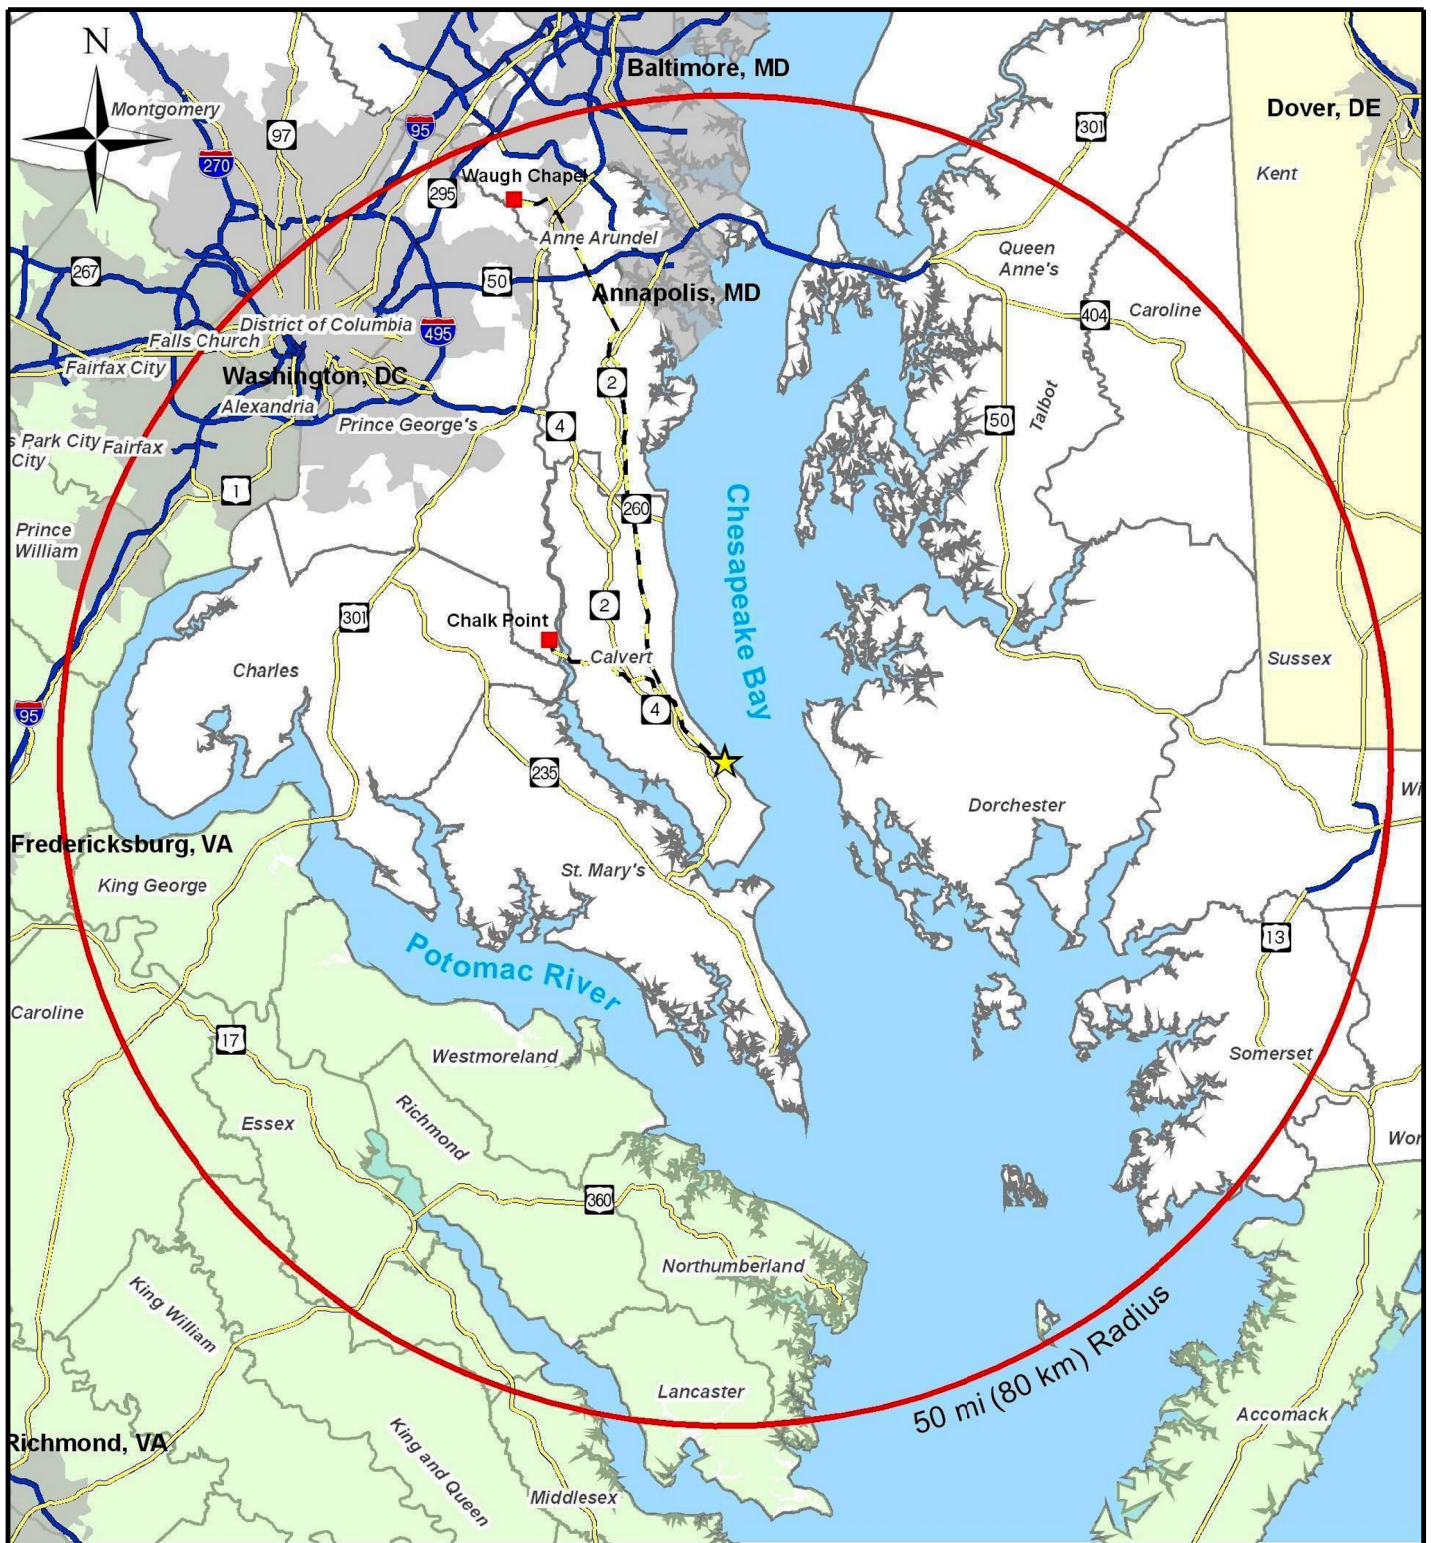 N
Baltimore, MD
Montgomery
Dover, DE
97
95
301
270
Waugh Chapel
Kent
295
Anne Arundel
Queen
Anne's
267
50
Annapolis, MD
Caroline
404
District of Columbia
495
Falls Church
Fairfax City
Washington, DC
2
Alexandria
Talbot
50
Prince George's
4
s Park City
City
Fairfax
1
260
Chesapeake Bay
Prince
William
2
301
Chalk Point
Calvert
Sussex
Charles
4
95
235
Wi
Dorchester
Fredericksburg, VA
St. Mary's
King George
13
Potomac River
Caroline
17
Westmoreland
Somerset
Essex
Richmond
Wor
360
Northumberland
King William
50 mi (80 km) Radius
Lancaster
Accomack
Richmond, VA
King and Queen
Middlesex